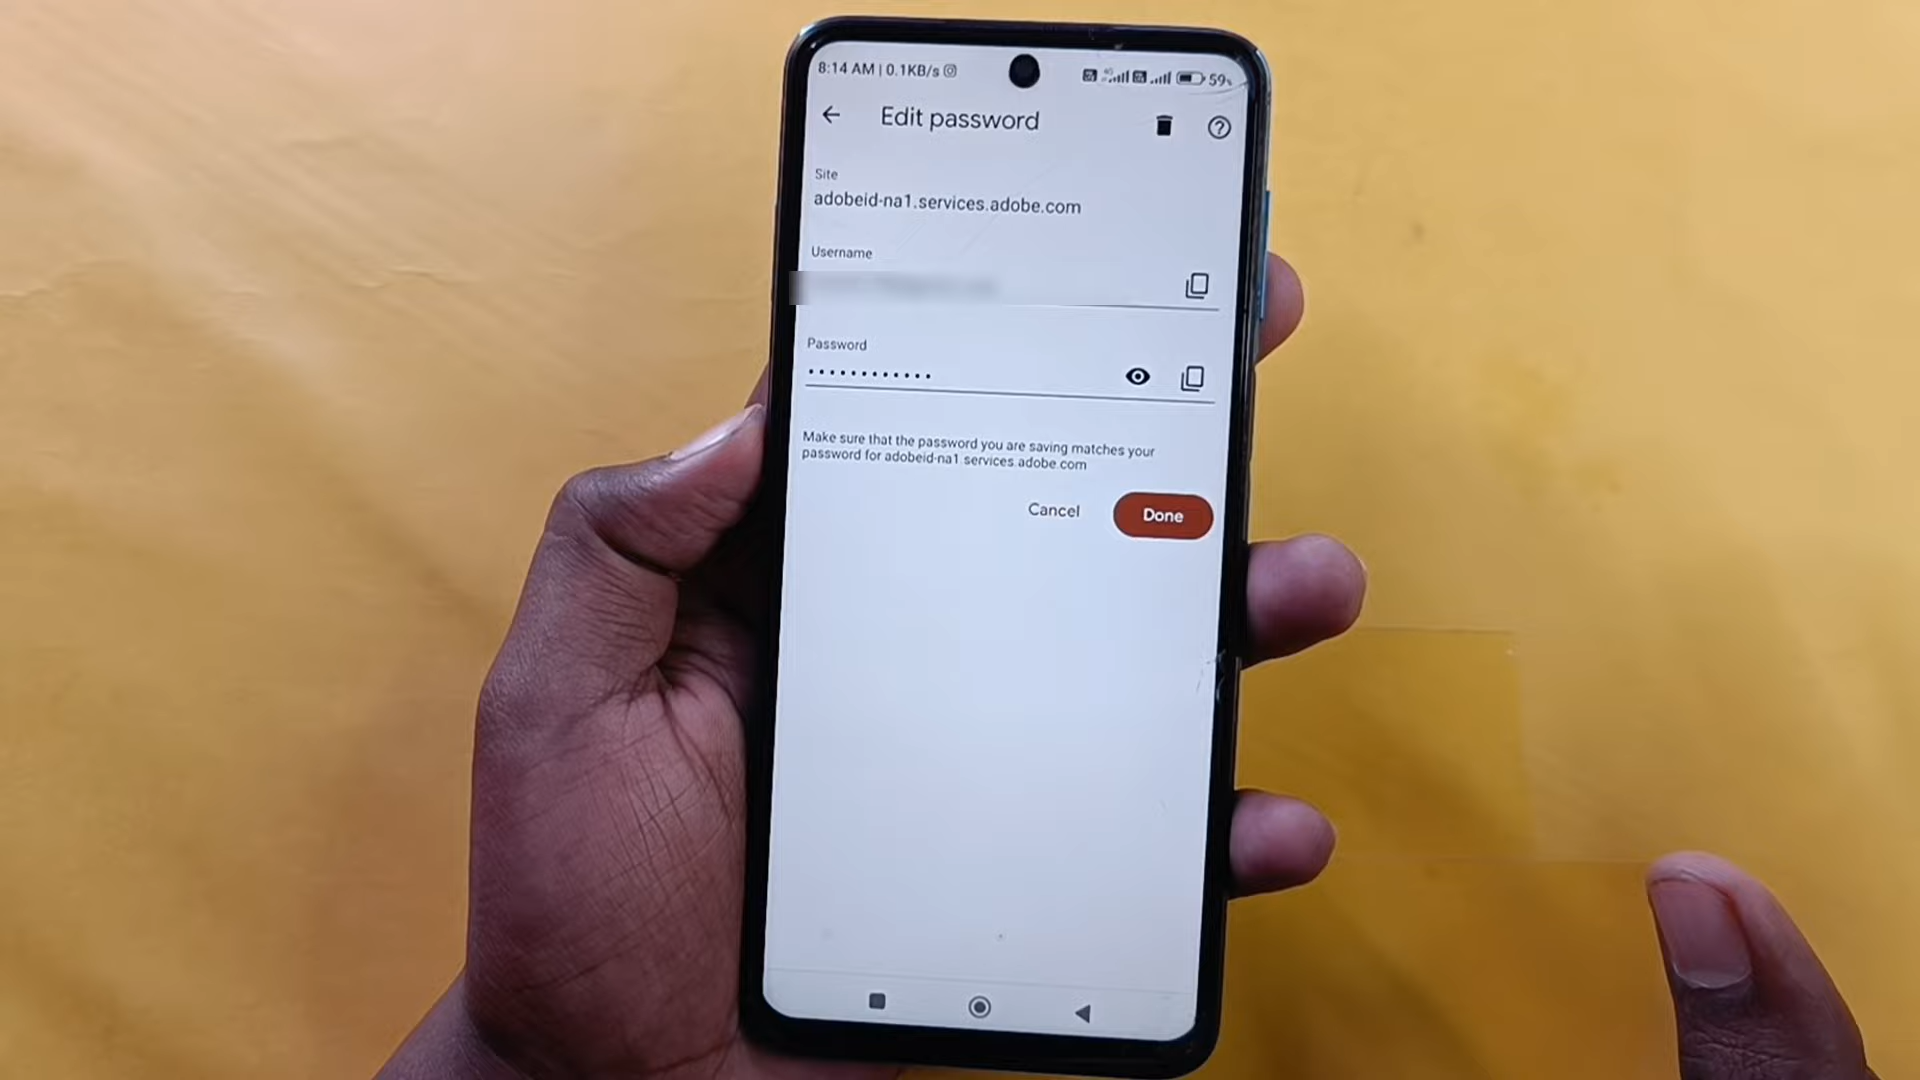 8:14 AM | 0.1KB/s
59%
Edit password
Site
adobeid-na1.services.adobe.com
Username
Password
Make sure that the password you are saving matches your
password for adobeid-na1.services.adobe.com
Cancel
Done